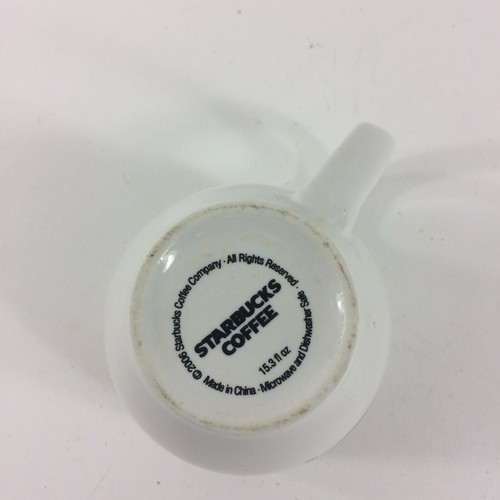 © 2006 Starbucks Coffee Company · All Rights Reserved ·
STARBUCKS
COFFEE
15.3 fl oz
Made in China · Microwave and Dishwasher Safe